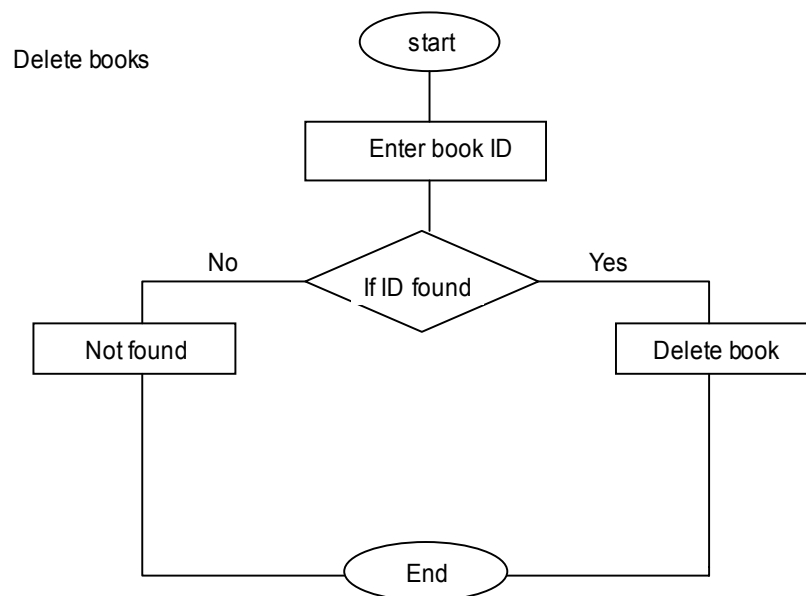 start
Delete books
Enter book ID
No
Yes
If ID found
Not found
Delete book
End